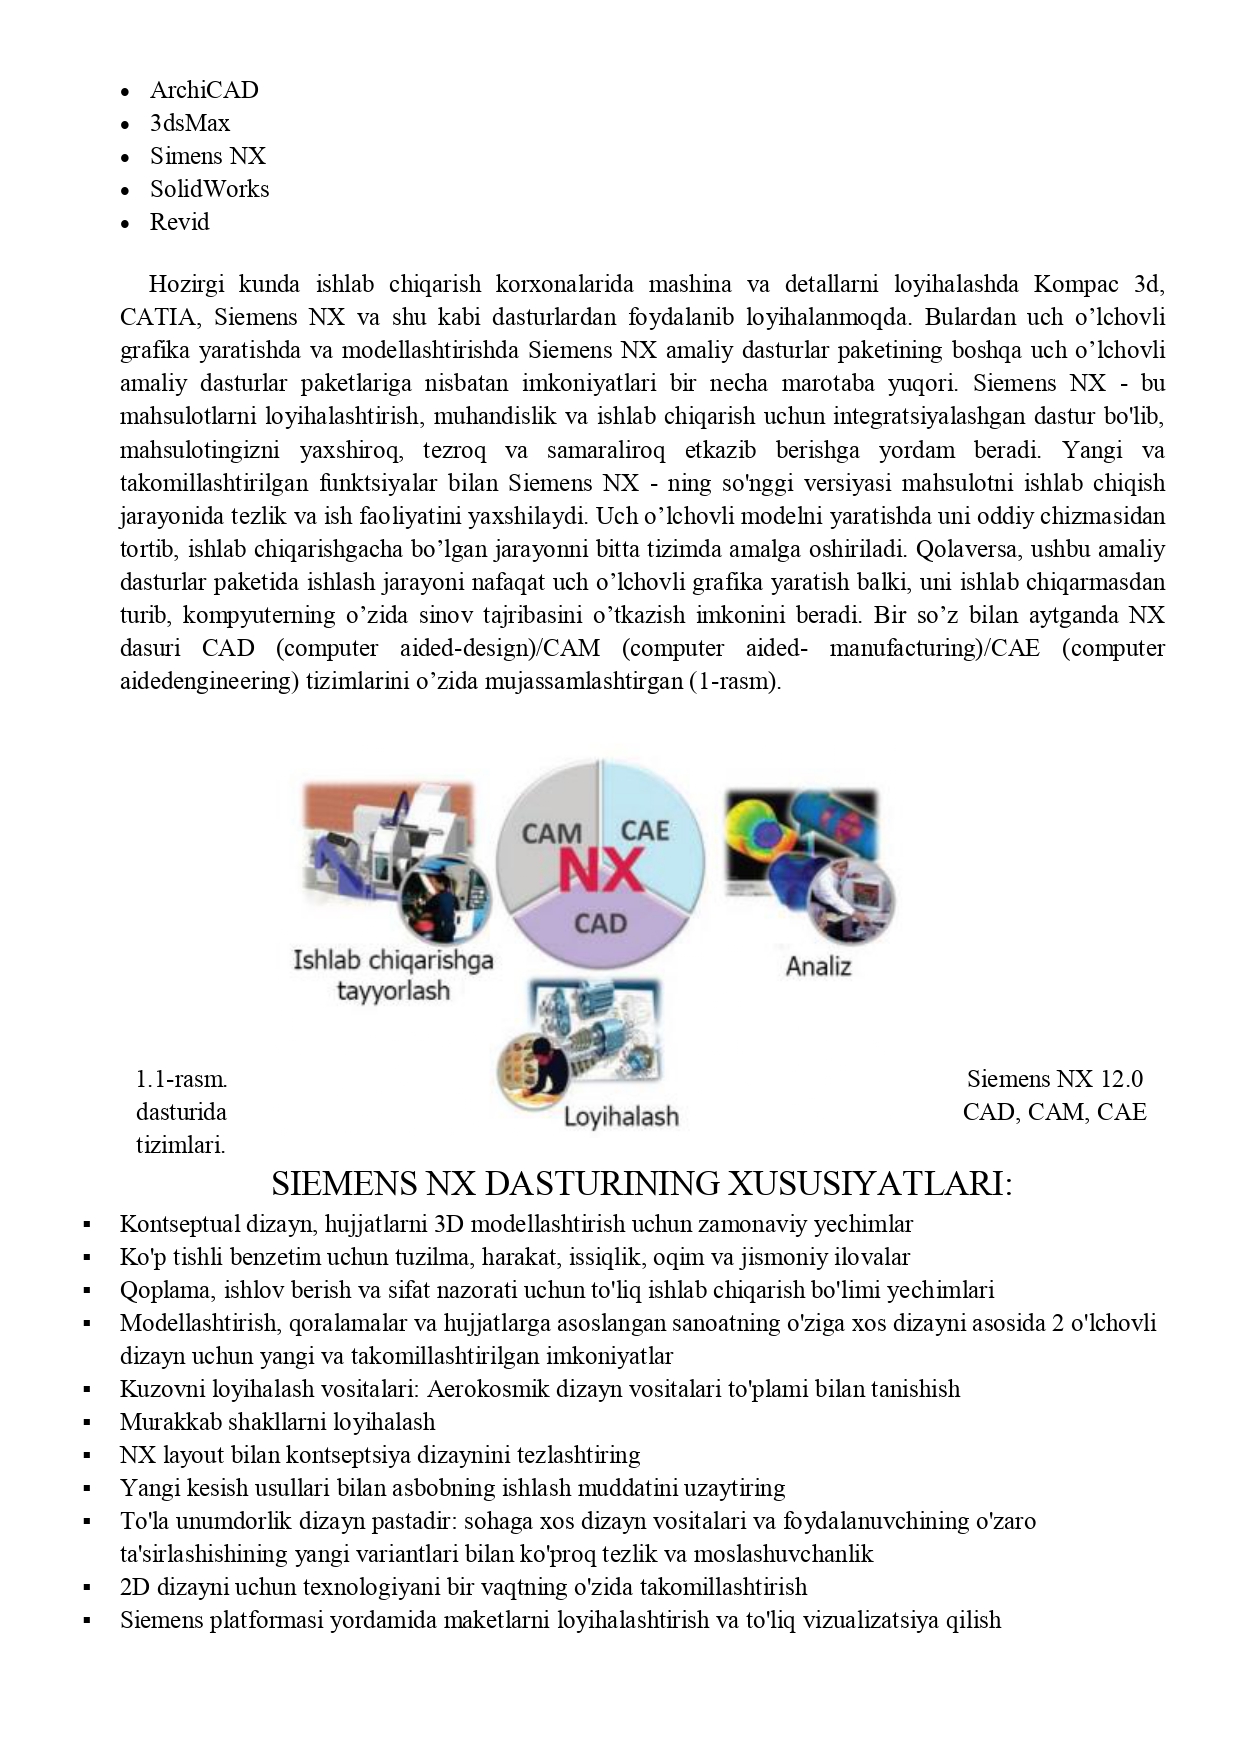 • ArchiCAD
• 3dsMax
• Simens NX
• SolidWorks
• Revid
Hozirgi kunda ishlab chiqarish korxonalarida mashina va detallarni loyihalashda Kompac 3d,
CATIA, Siemens NX va shu kabi dasturlardan foydalanib loyihalanmoqda. Bulardan uch o’lchovli
grafika yaratishda va modellashtirishda Siemens NX amaliy dasturlar paketining boshqa uch o’lchovli
amaliy dasturlar paketlariga nisbatan imkoniyatlari bir necha marotaba yuqori. Siemens NX - bu
mahsulotlarni loyihalashtirish, muhandislik va ishlab chiqarish uchun integratsiyalashgan dastur bo'lib,
mahsulotingizni yaxshiroq, tezroq va samaraliroq etkazib berishga yordam beradi. Yangi va
takomillashtirilgan funktsiyalar bilan Siemens NX - ning so'nggi versiyasi mahsulotni ishlab chiqish
jarayonida tezlik va ish faoliyatini yaxshilaydi. Uch o’lchovli modelni yaratishda uni oddiy chizmasidan
tortib, ishlab chiqarishgacha bo’lgan jarayonni bitta tizimda amalga oshiriladi. Qolaversa, ushbu amaliy
dasturlar paketida ishlash jarayoni nafaqat uch o’lchovli grafika yaratish balki, uni ishlab chiqarmasdan
turib, kompyuterning o’zida sinov tajribasini o’tkazish imkonini beradi. Bir so’z bilan aytganda NX
dasuri CAD (computer aided-design)/CAM (computer aided- manufacturing)/CAE (computer
aidedengineering) tizimlarini o’zida mujassamlashtirgan (1-rasm).
CAM CAE
NX
CAD
Ishlab chiqarishga
tayyorlash
Analiz
Loyihalash
1.1-rasm. Siemens NX 12.0
dasturida CAD, CAM, CAE
tizimlari.
SIEMENS NX DASTURINING XUSUSIYATLARI:
▪ Kontseptual dizayn, hujjatlarni 3D modellashtirish uchun zamonaviy yechimlar
▪ Ko'p tishli benzetim uchun tuzilma, harakat, issiqlik, oqim va jismoniy ilovalar
▪ Qoplama, ishlov berish va sifat nazorati uchun to'liq ishlab chiqarish bo'limi yechimlari
▪ Modellashtirish, qoralamalar va hujjatlarga asoslangan sanoatning o'ziga xos dizayni asosida 2 o'lchovli
dizayn uchun yangi va takomillashtirilgan imkoniyatlar
▪ Kuzovni loyihalash vositalari: Aerokosmik dizayn vositalari to'plami bilan tanishish
▪ Murakkab shakllarni loyihalash
▪ NX layout bilan kontseptsiya dizaynini tezlashtiring
▪ Yangi kesish usullari bilan asbobning ishlash muddatini uzaytiring
▪ To'la unumdorlik dizayn pastadir: sohaga xos dizayn vositalari va foydalanuvchining o'zaro
ta'sirlashishining yangi variantlari bilan ko'proq tezlik va moslashuvchanlik
▪ 2D dizayni uchun texnologiyani bir vaqtning o'zida takomillashtirish
▪ Siemens platformasi yordamida maketlarni loyihalashtirish va to'liq vizualizatsiya qilish